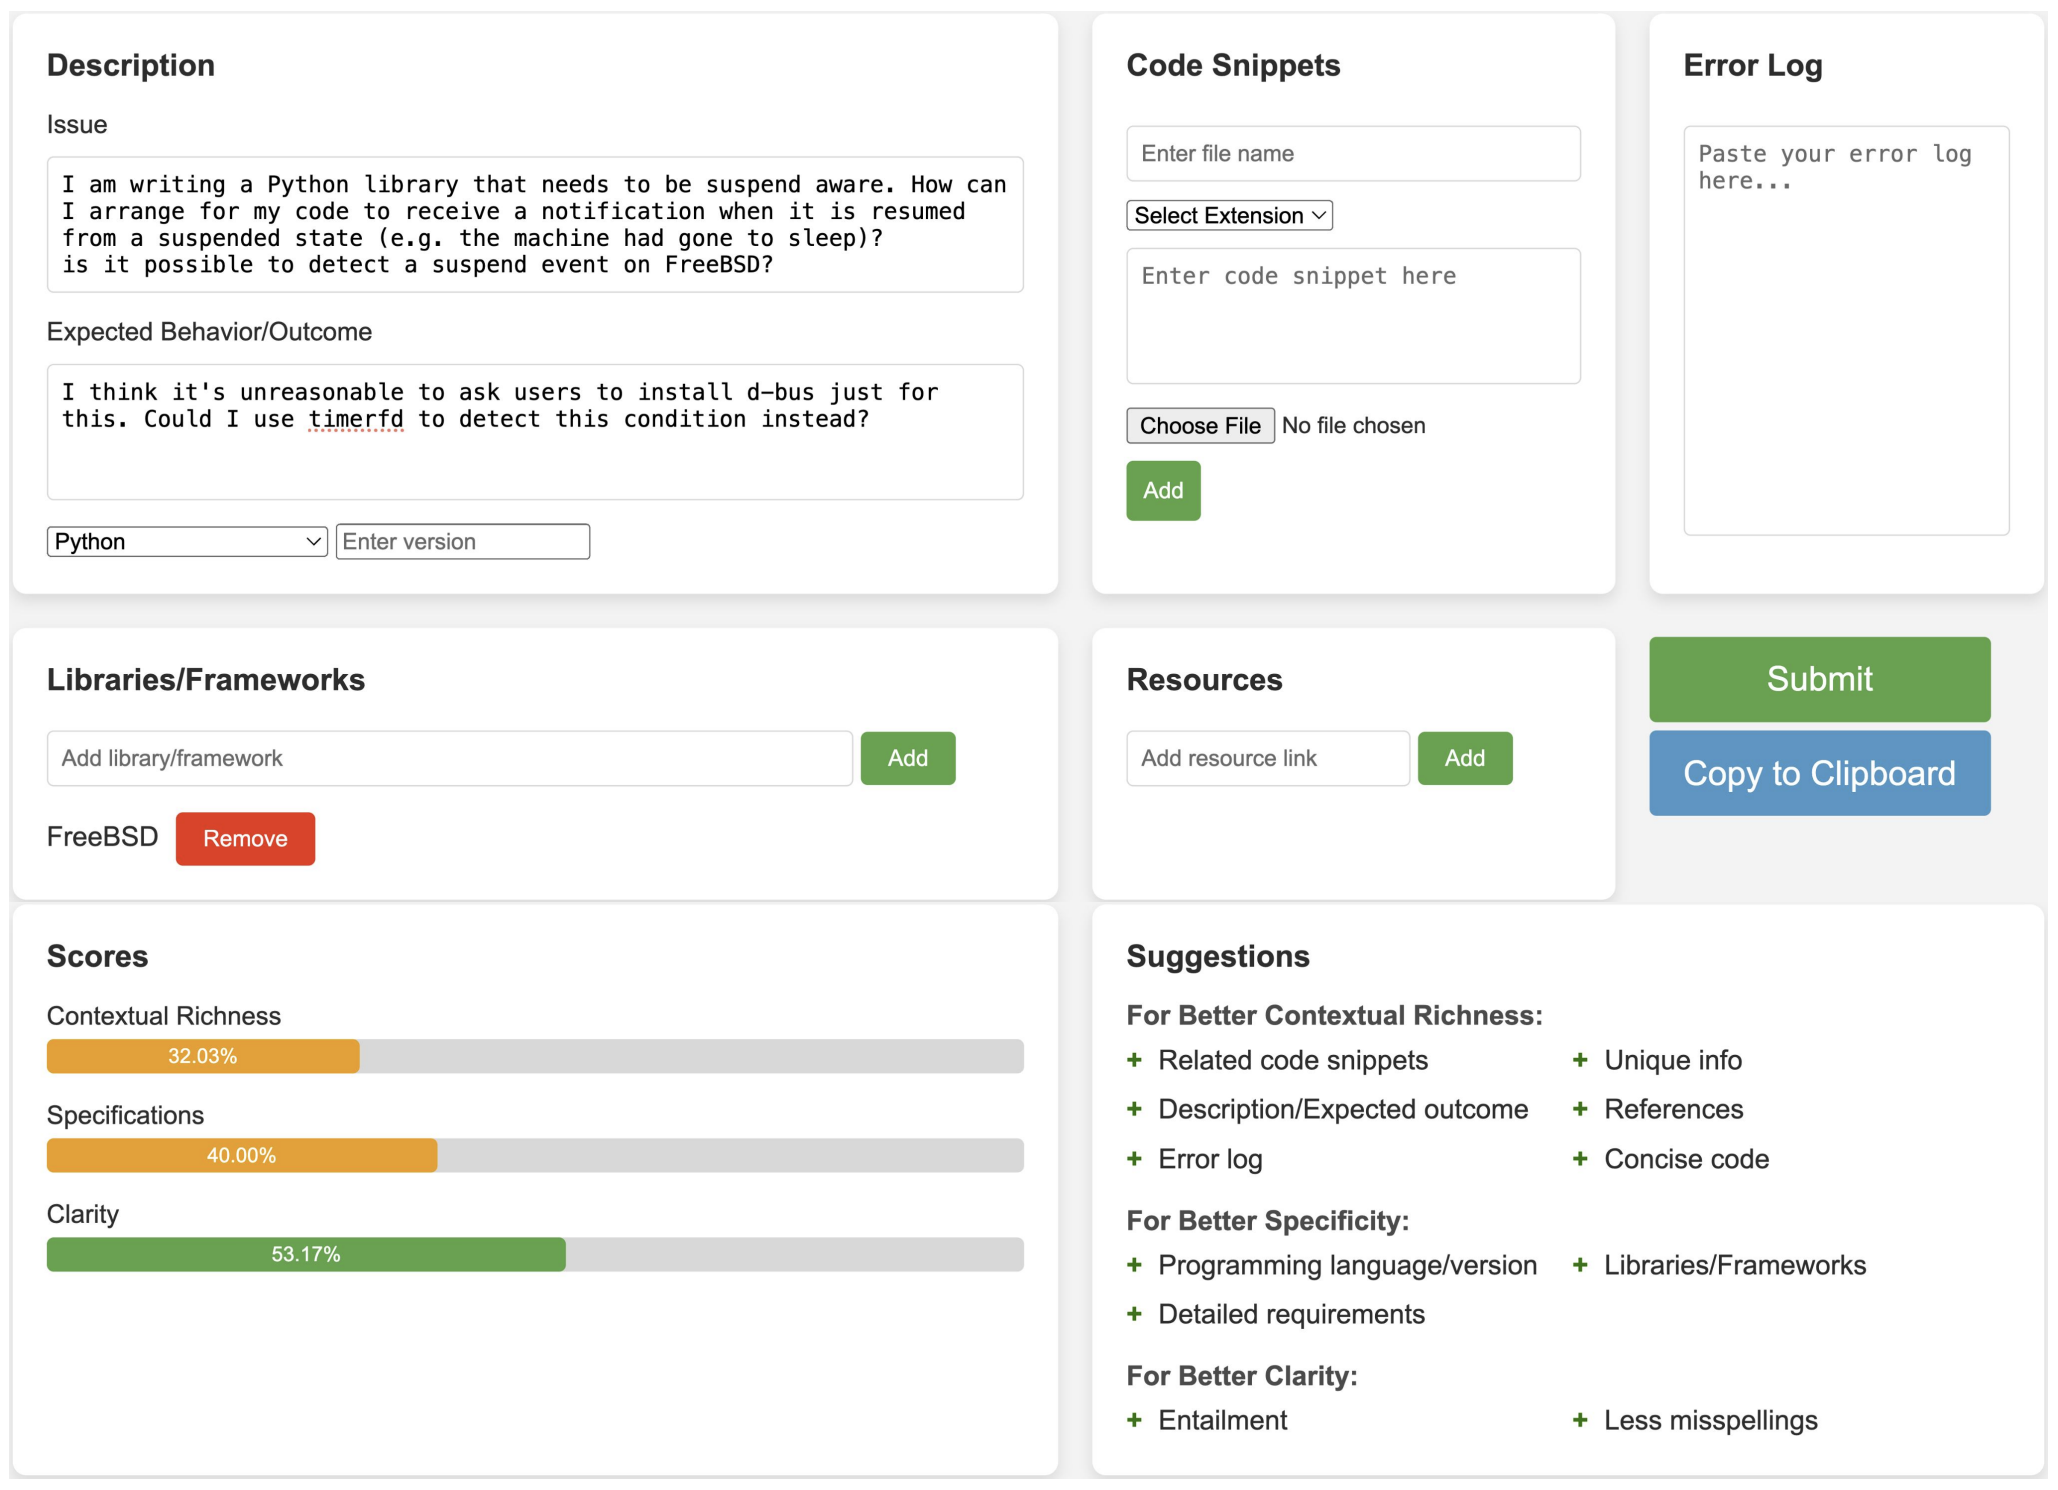 Description
Issue
I am writing a Python library that needs to be suspend aware. How can
I arrange for my code to receive a notification when it is resumed
from a suspended state (e.g. the machine had gone to sleep)?
is it possible to detect a suspend event on FreeBSD?
Expected Behavior/Outcome
I think it's unreasonable to ask users to install d-bus just for
this. Could I use timerfd to detect this condition instead?
Python
Enter version
Code Snippets
Enter file name
Select Extension
Enter code snippet here
Choose File No file chosen
Add
Error Log
Paste your error log
here...
Libraries/Frameworks
Add library/framework
Add
FreeBSD
Remove
Resources
Add resource link
Add
Submit
Copy to Clipboard
Scores
Contextual Richness
32.03%
Specifications
40.00%
Clarity
53.17%
Suggestions
For Better Contextual Richness:
+ Related code snippets
+ Unique info
+ Description/Expected outcome
+ References
+ Error log
+ Concise code
For Better Specificity:
+ Programming language/version
+ Libraries/Frameworks
+ Detailed requirements
For Better Clarity:
+ Entailment
+ Less misspellings